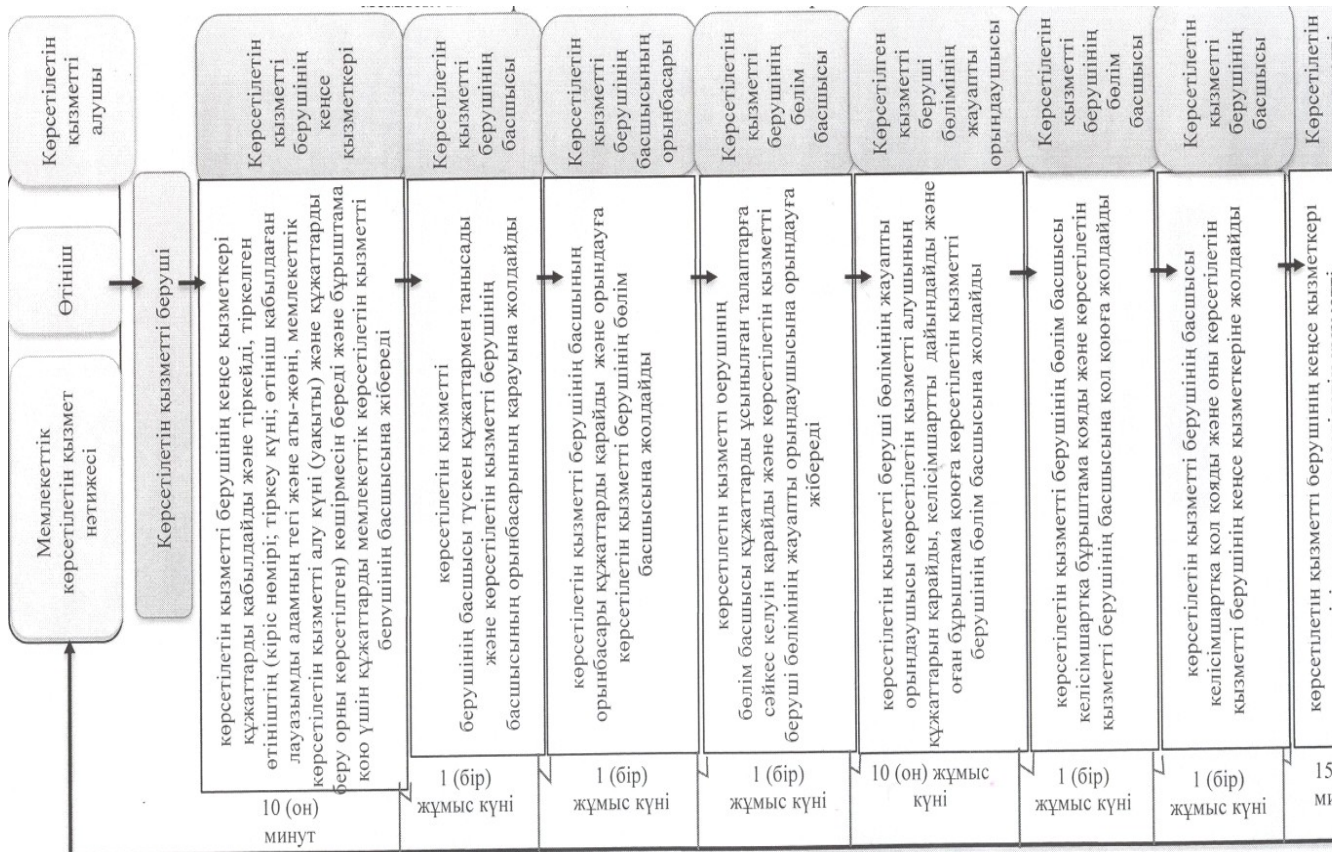 Көрсетілетін
қызметті
алушы
Өтініш
Мемлекеттік
көрсетілетін қызмет
нәтижесі
Көрсетілетін қызметті беруші
Көрсетілетін
қызметті
берушінің
кеңсе
қызметкері
көрсетілетін қызметті берушінің кеңсе қызметкері
құжаттарды қабылдайды және тіркейді, тіркелген
өтініштің (кіріс нөмірі; тіркеу күні; өтініш қабылдаған
лауазымды адамның тегі және аты-жөні, мемлекеттік
көрсетілетін қызметті алу күні (уақыты) және құжаттарды
беру орны көрсетілген) көшірмесін береді және бұрыштама
қою үшін құжаттарды мемлекеттік көрсетілетін қызметті
берушінің басшысына жібереді
10 (он)
минут
Көрсетілетін
қызметті
берушінің
басшысы
көрсетілетін қызметті
берушінің басшысы түскен құжаттармен танысады
және көрсетілетін қызметті берушінің
басшысының орынбасарының қарауына жолдайды
1 (бір)
жұмыс күні
Көрсетілетін
қызметті
берушінің
басшысының
орынбасары
көрсетілетін қызметті берушінің басшының
орынбасары құжаттарды қарайды және орындауға
көрсетілетін қызметті берушінің бөлім
басшысына жолдайды
1 (бір)
жұмыс күні
Көрсетілетін
қызметті
берушінің
бөлім
басшысы
көрсетілетін қызметті берушінің
бөлім басшысы құжаттарды ұсынылған талаптарға
сәйкес келуін қарайды және көрсетілетін қызметті
беруші бөлімінің жауапты орындаушысына орындауға
жібереді
1 (бір)
жұмыс күні
Көрсетілген
қызметті
беруші
бөлімінің
жауапты
орындаушысы
көрсетілетін қызметті беруші бөлімінің жауапты
орындаушысы көрсетілетін қызметті алушының
құжаттарын қарайды, келісімшартты дайындайды және
оған бұрыштама қоюға көрсетілетін қызметті
берушінің бөлім басшысына жолдайды
10 (он) жұмыс
күні
Көрсетілетін
қызметті
берушінің
бөлім
басшысы
көрсетілетін қызметті берушінің бөлім басшысы
келісімшартқа бұрыштама қояды және көрсетілетін
қызметті берушінің басшысына қол қоюға жолдайды
1 (бір)
жұмыс күні
Көрсетілетін
қызметті
берушінің
басшысы
көрсетілетін қызметті берушінің басшысы
келісімшартқа қол қояды және оны көрсетілетін
қызметті берушінің кеңсе қызметкеріне жолдайды
1 (бір)
жұмыс күні
Көрсетілетін
көрсетілетін қызметті берушінің кеңсе қызметкері
15